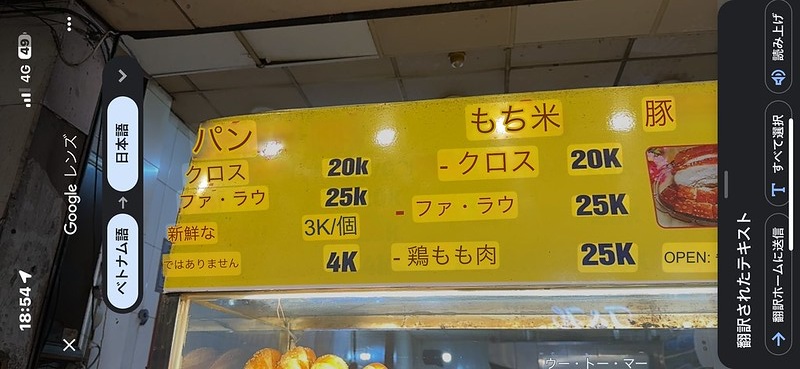 18:54
4G 49
Google レンズ
ベトナム語 → 日本語
パン
クロス 20k
ファ・ラウ 25k
新鮮な 3K/個
ではありません 4K
もち米 豚
- クロス 20K
- ファ・ラウ 25K
- 鶏もも肉 25K
OPEN:
ウー・トー・マー
翻訳されたテキスト
翻訳ホームに送信
すべて選択
読み上げ